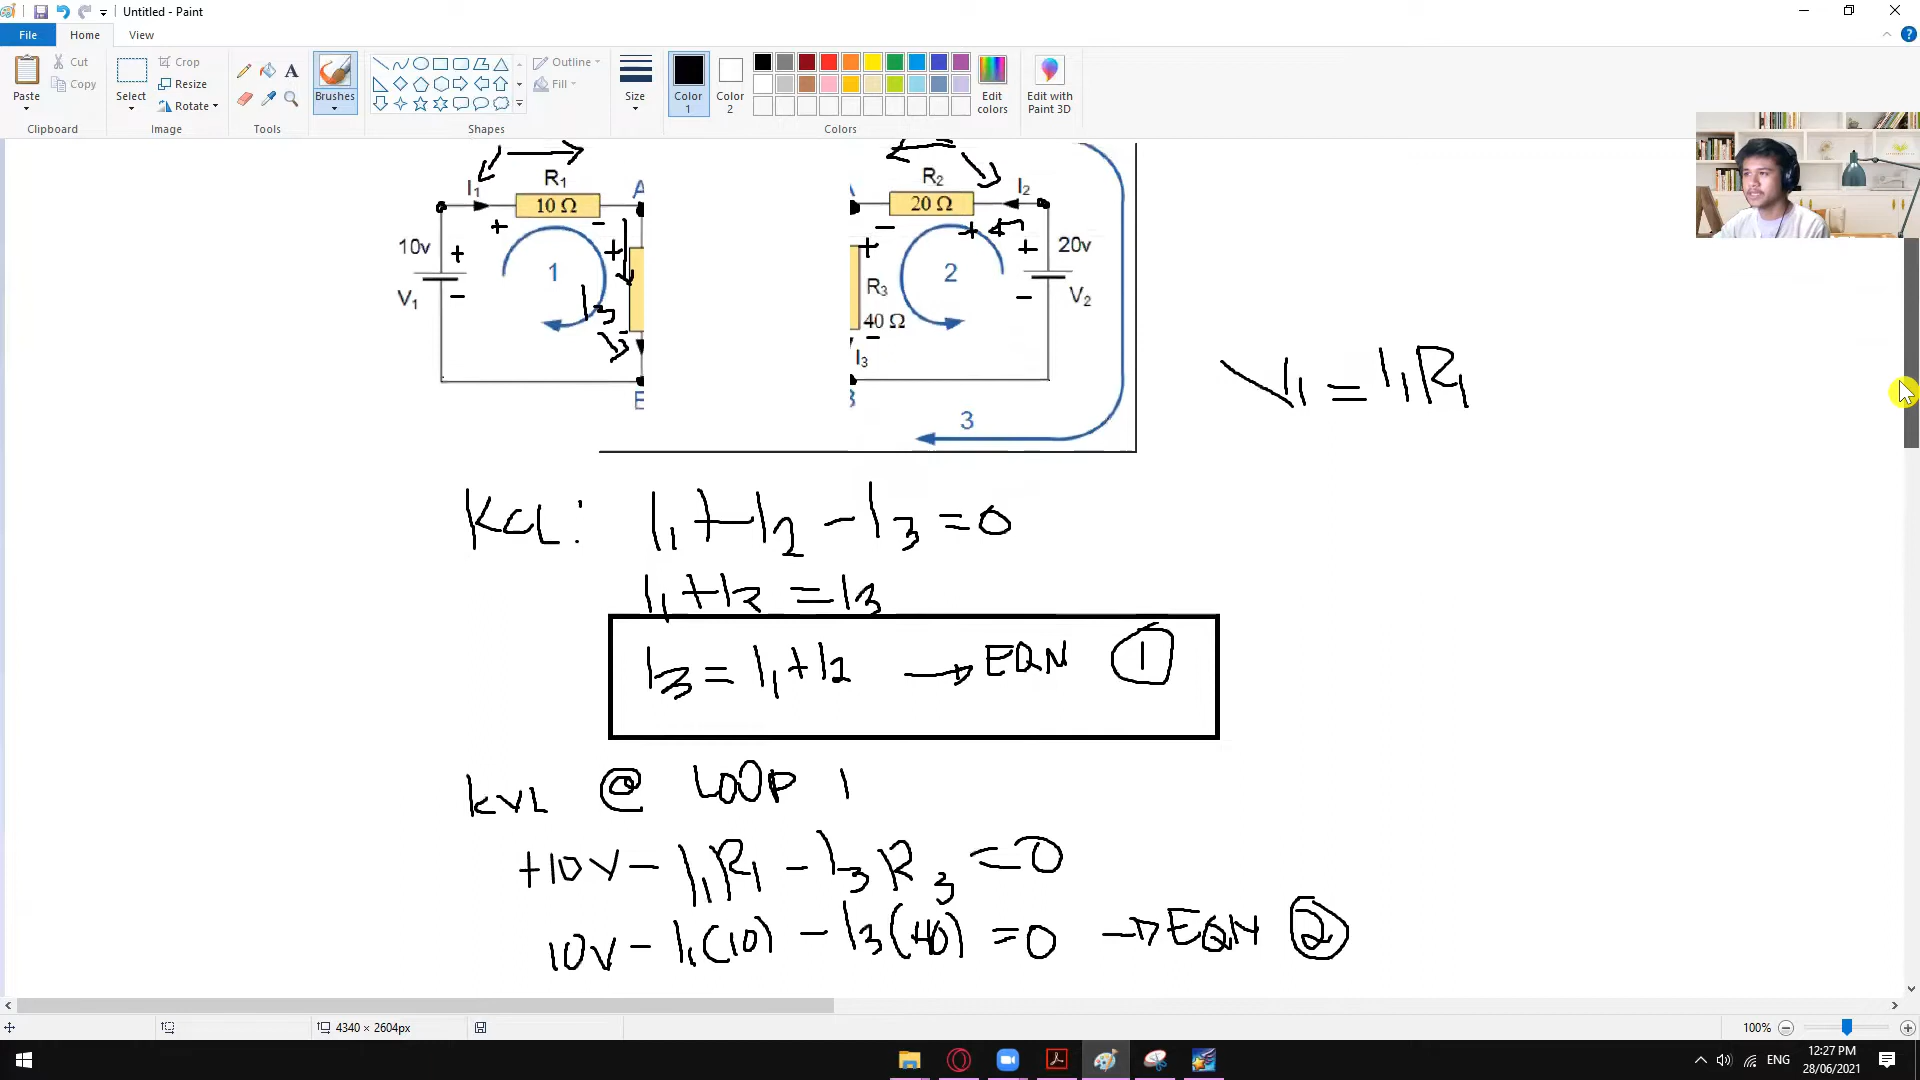 Untitled - Paint
File Home View
Paste
Cut
Copy
Clipboard
Select
Crop
Resize
Rotate
Image
Tools
Brushes
Shapes
Outline
Fill
Size
Color 1
Color 2
Colors
Edit colors
Edit with Paint 3D
I1 R1 A
10 Ω
10v + + - +
V1 -
1
I3 -
B
R2 I2
20 Ω
- + +
+ 20v
R3
40 Ω
-
2
- V2
I3
B
3
V1 = I1R1
KCL: I1 + I2 - I3 = 0
I1 + I2 = I3
I3 = I1 + I2 → EQN 1
KVL @ LOOP 1
+10V - I1R1 - I3R3 = 0
10V - I1(10) - I3(40) = 0 → EQN 2
4340 × 2604px
100%
ENG
12:27 PM
28/06/2021